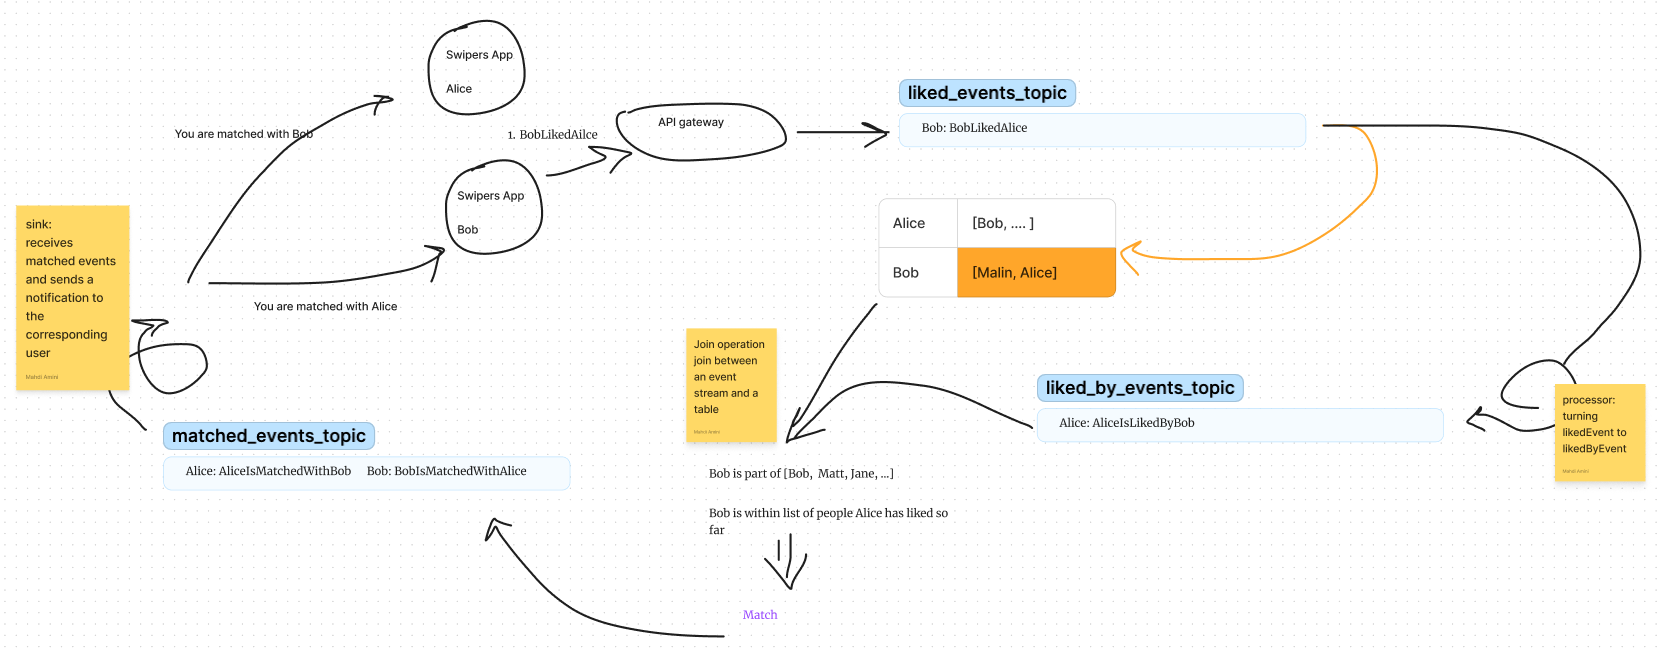 Swipers App
Alice
You are matched with Bob
1. BobLikedAilce
API gateway
liked_events_topic
Bob: BobLikedAlice
Swipers App
Bob
You are matched with Alice
sink:
receives
matched events
and sends a
notification to
the
corresponding
user
Mahdi Amini
Alice
[Bob, .... ]
Bob
[Malin, Alice]
Join operation
join between
an event
stream and a
table
Mahdi Amini
liked_by_events_topic
Alice: AliceIsLikedByBob
processor:
turning
likedEvent to
likedByEvent
Mahdi Amini
matched_events_topic
Alice: AliceIsMatchedWithBob
Bob: BobIsMatchedWithAlice
Bob is part of [Bob, Matt, Jane, ...]
Bob is within list of people Alice has liked so
far
Match